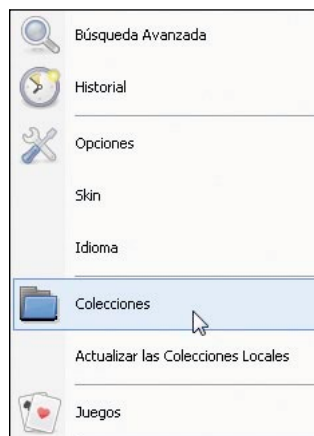 Búsqueda Avanzada
Historial
Opciones
Skin
Idioma
Colecciones
Actualizar las Colecciones Locales
Juegos